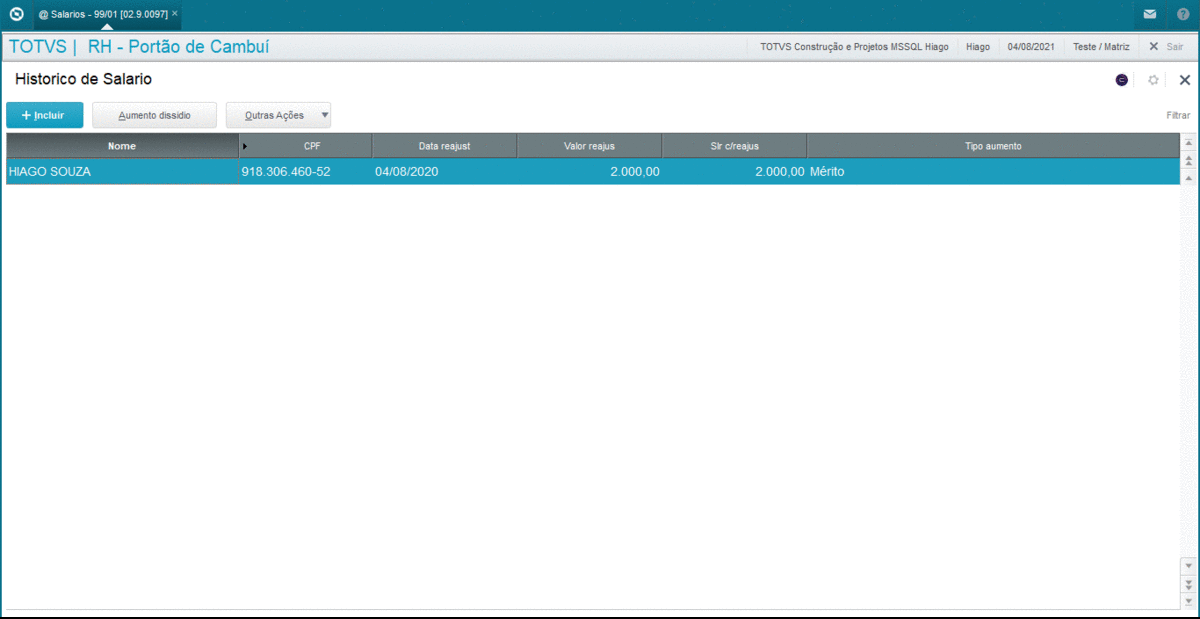 @ Salarios - 99/01 [02.9.0097] ×
TOTVS | RH - Portão de Cambuí
TOTVS Construção e Projetos MSSQL Hiago Hiago 04/08/2021 Teste / Matriz Sair
Historico de Salario
+ Incluir Aumento dissidio Outras Ações Filtrar
Nome CPF Data reajust Valor reajus Slr c/reajus Tipo aumento
HIAGO SOUZA 918.306.460-52 04/08/2020 2.000,00 2.000,00 Mérito